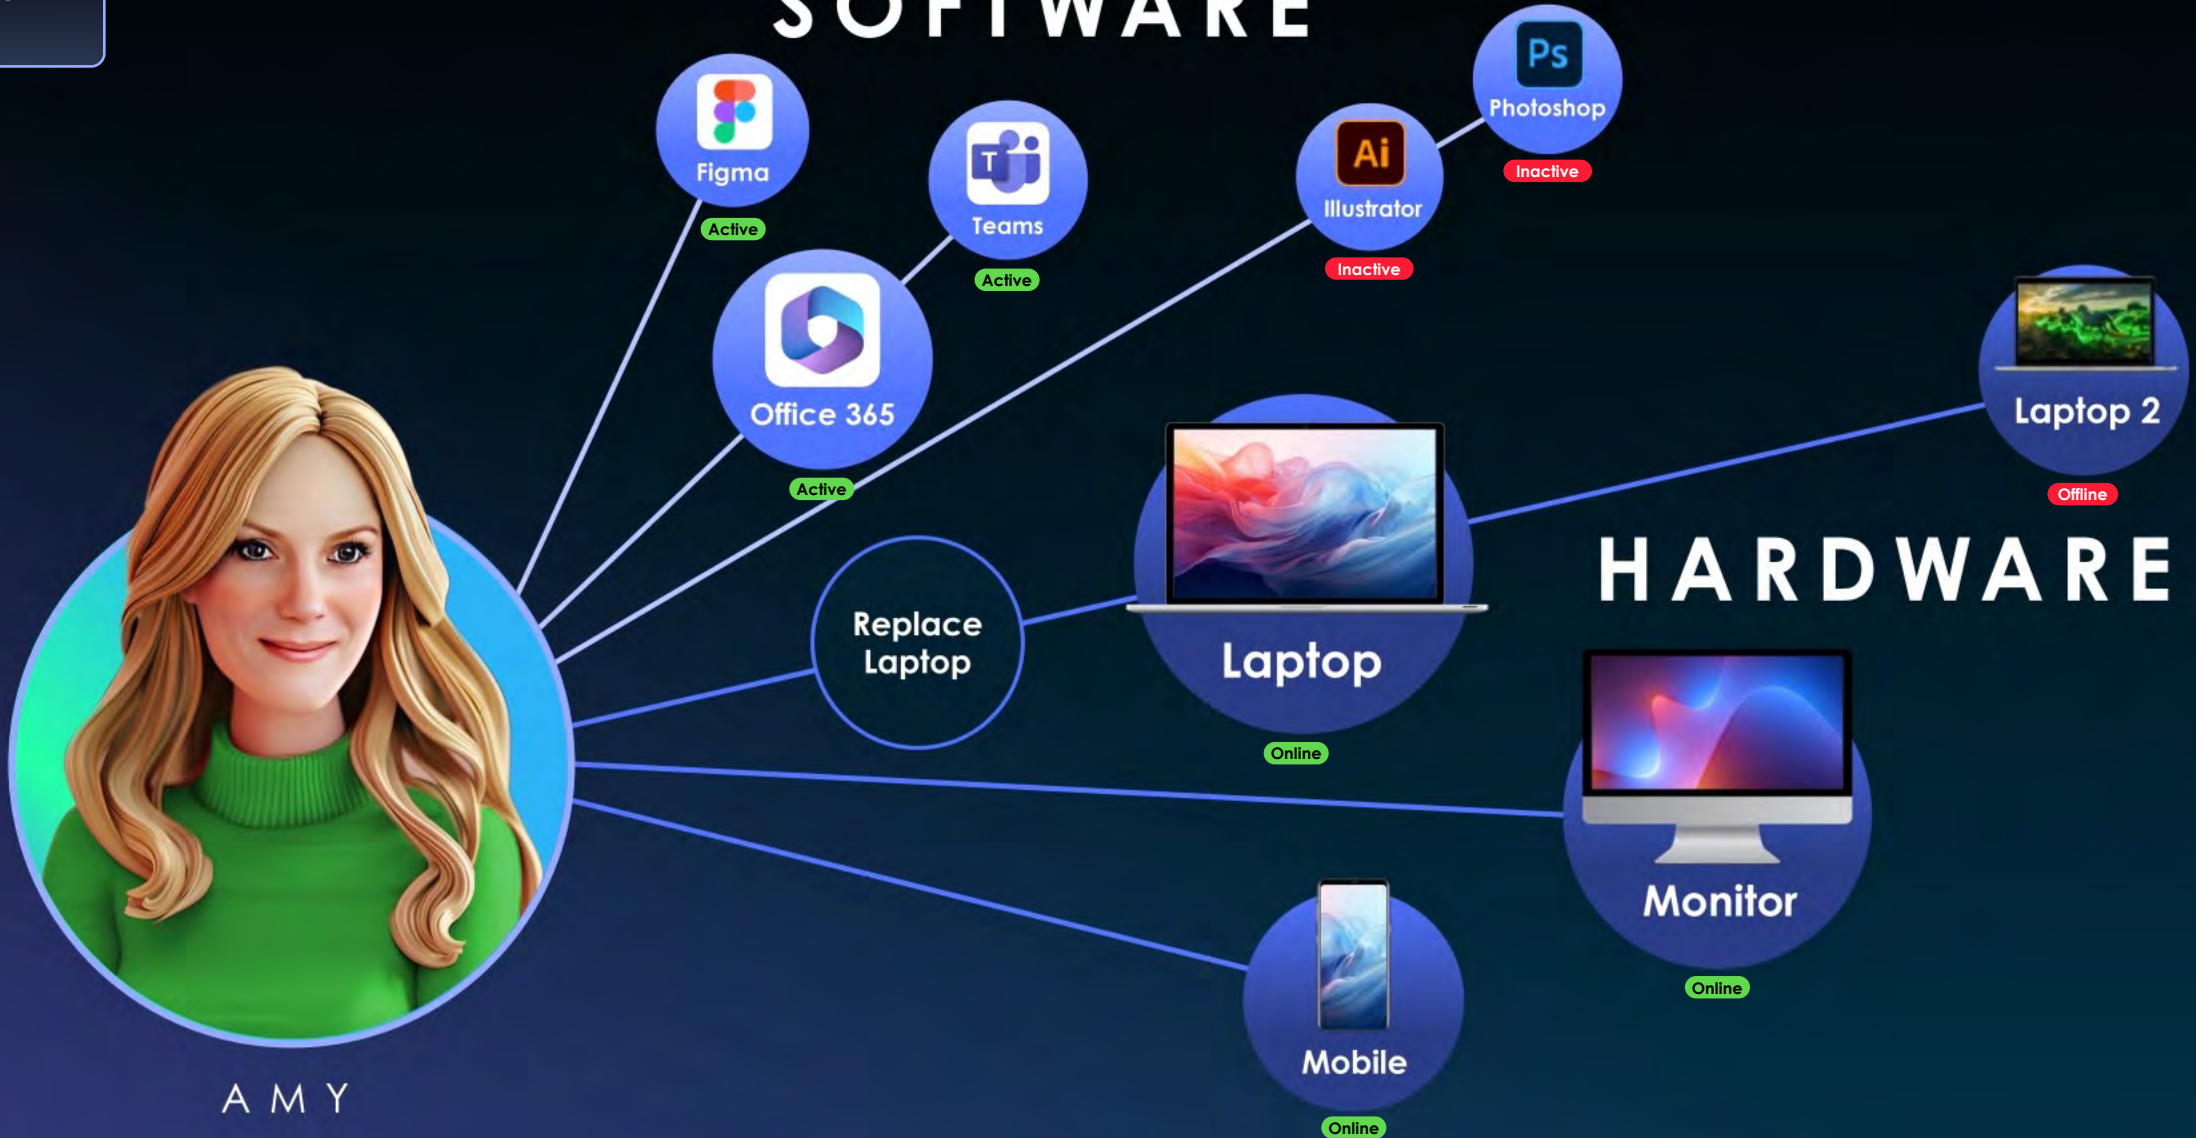 SOFTWARE
Ps
Photoshop
Inactive
Figma
Active
T
Teams
Active
Ai
Illustrator
Inactive
Office 365
Active
Laptop 2
Offline
HARDWARE
Replace
Laptop
Laptop
Online
Monitor
Online
Mobile
Online
AMY